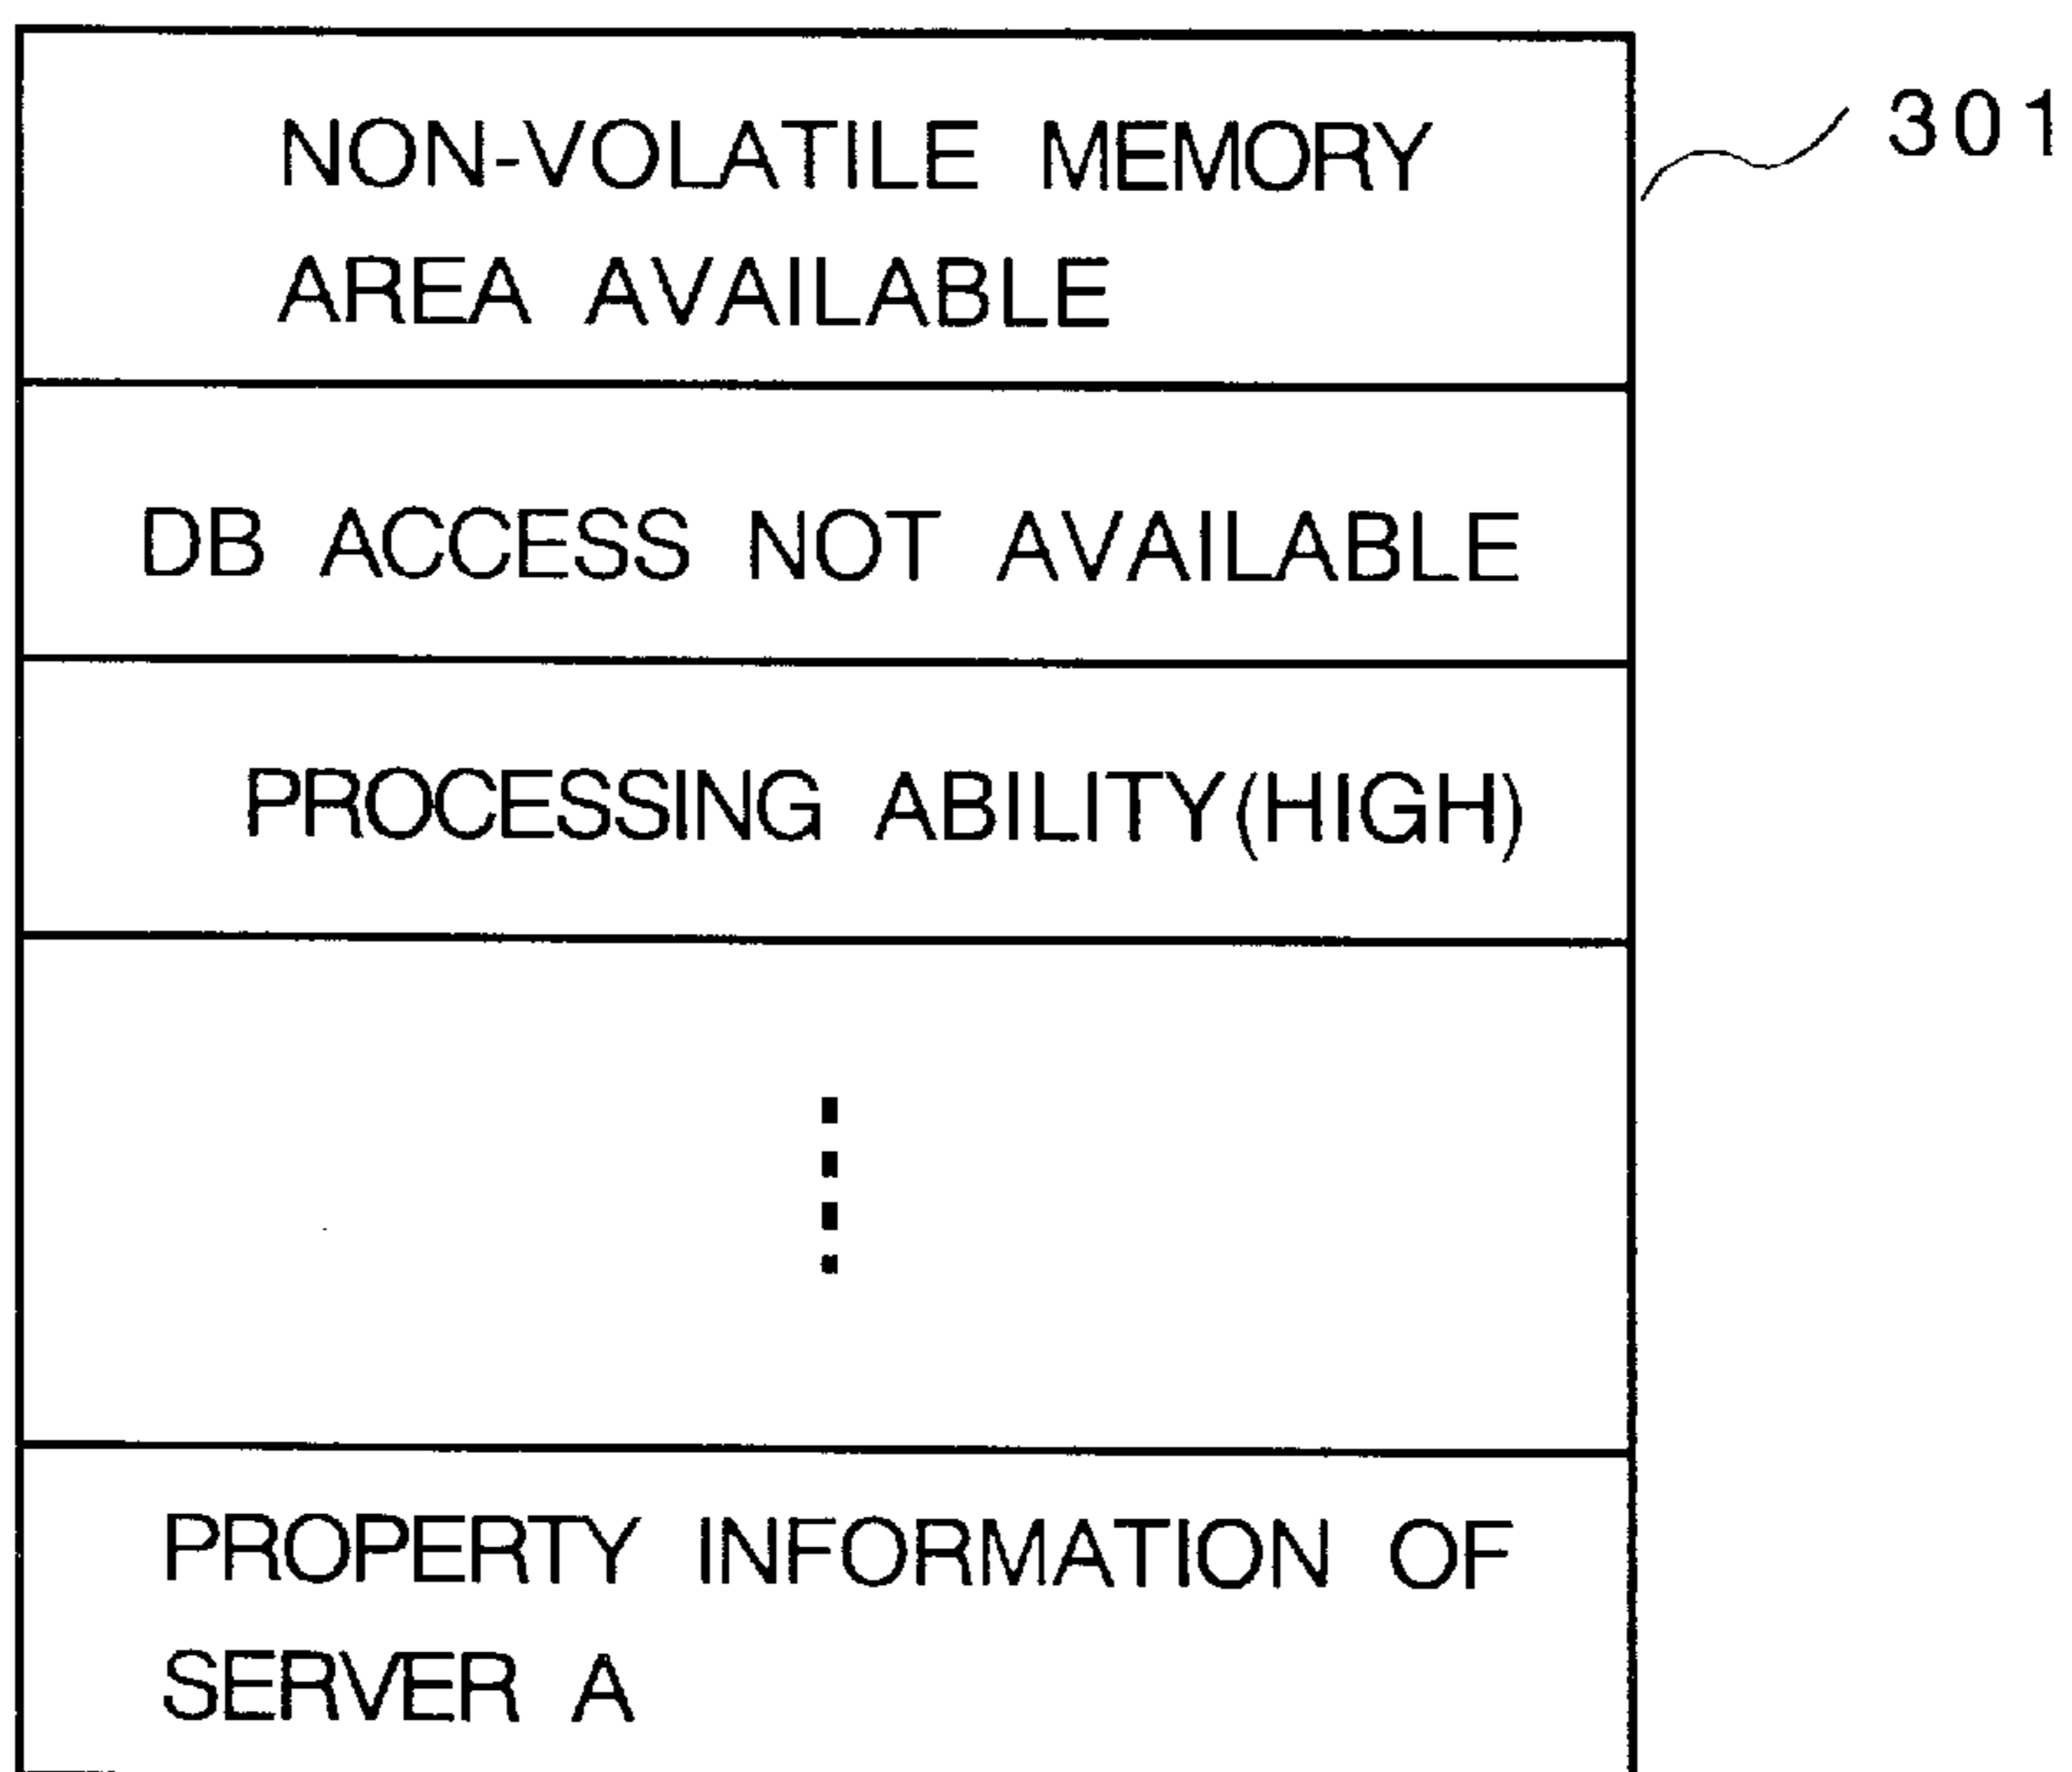 NON-VOLATILE MEMORY
AREA AVAILABLE
301
DB ACCESS NOT AVAILABLE
PROCESSING ABILITY(HIGH)
PROPERTY INFORMATION OF
SERVER A